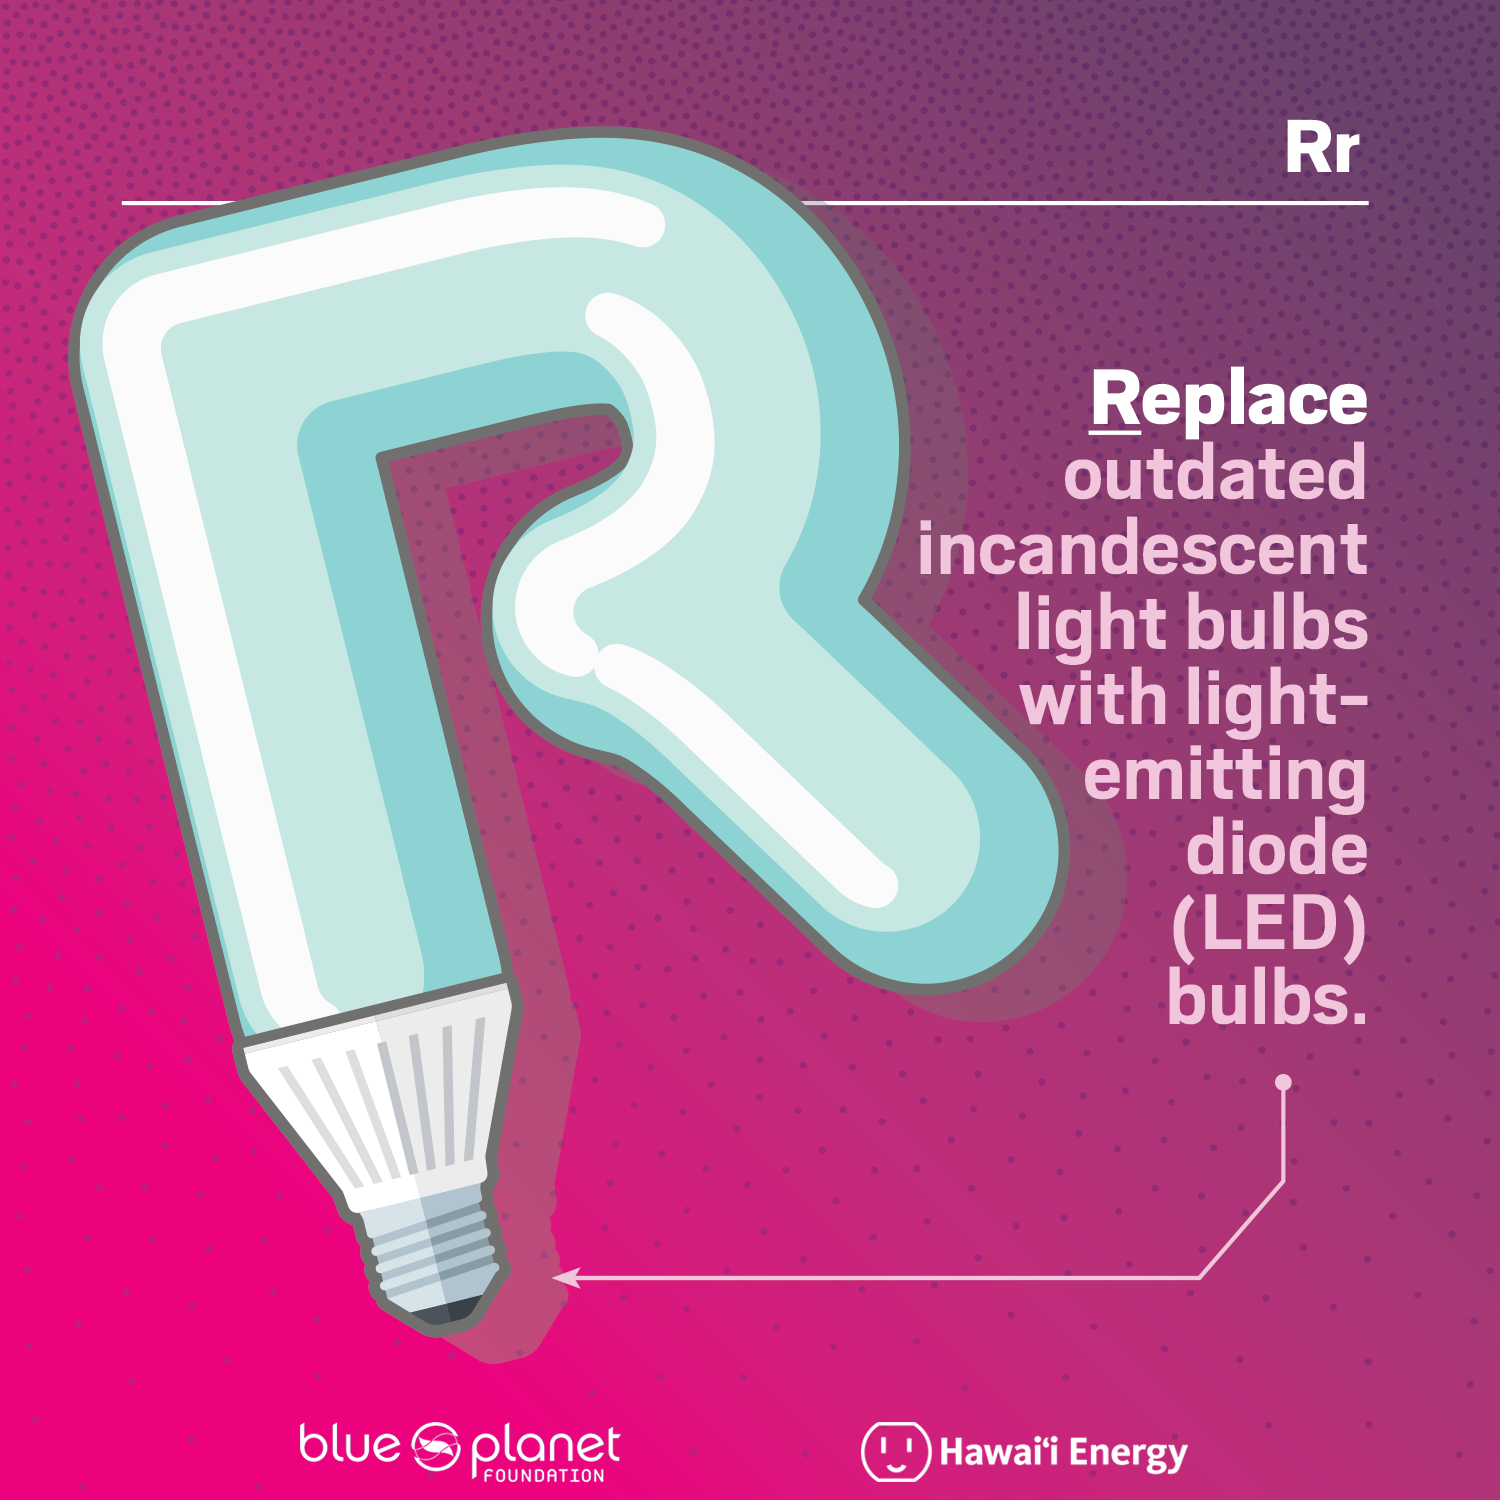 Rr
Replace
outdated
incandescent
light bulbs
with light-
emitting
diode
(LED)
bulbs.
blue planet
FOUNDATION
Hawai‘i Energy